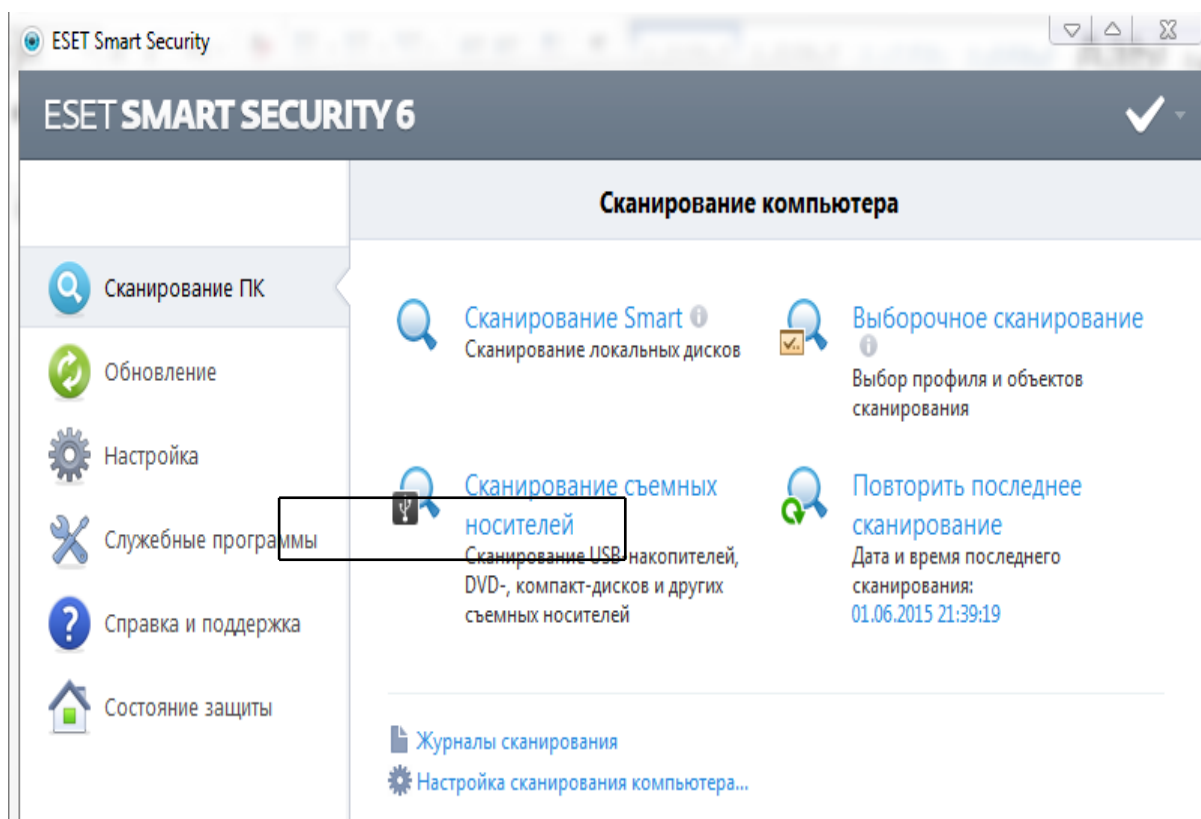 ESET Smart Security
ESET SMART SECURITY 6
Сканирование компьютера
Сканирование ПК
Обновление
Настройка
Служебные программы
Справка и поддержка
Состояние защиты
Сканирование Smart
Сканирование локальных дисков
Выборочное сканирование
Выбор профиля и объектов
сканирования
Сканирование съемных
носителей
Сканирование USB-накопителей,
DVD-, компакт-дисков и других
съемных носителей
Повторить последнее
сканирование
Дата и время последнего
сканирования:
01.06.2015 21:39:19
Журналы сканирования
Настройка сканирования компьютера...